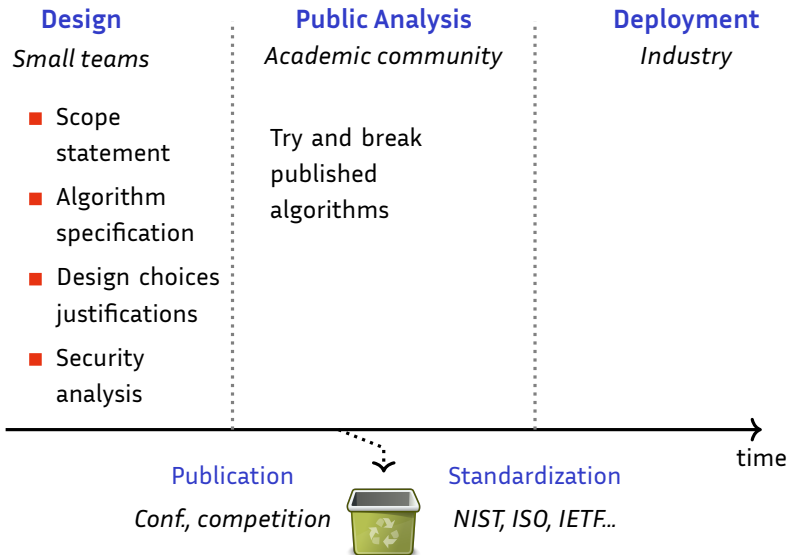 Design
Small teams
Scope
statement
Algorithm
specification
Design choices
justifications
Security
analysis
Public Analysis
Academic community
Try and break
published
algorithms
Deployment
Industry
time
Publication
Conf., competition
Standardization
NIST, ISO, IETF...